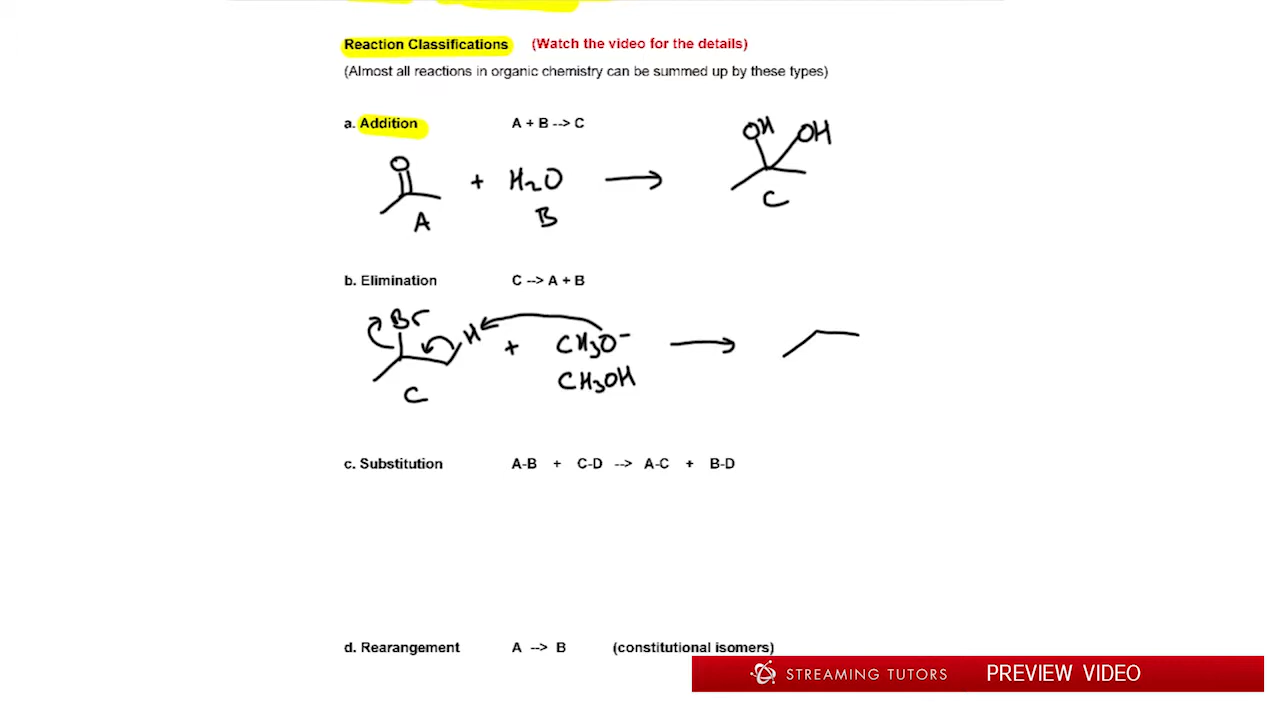 Reaction Classifications (Watch the video for the details)
(Almost all reactions in organic chemistry can be summed up by these types)
a. Addition A + B --> C
OH OH
O
+ H₂O
C
A B
b. Elimination C --> A + B
Br H
+ CH₃O⁻
CH₃OH
C
c. Substitution A-B + C-D --> A-C + B-D
d. Rearangement A --> B (constitutional isomers)
STREAMING TUTORS PREVIEW VIDEO